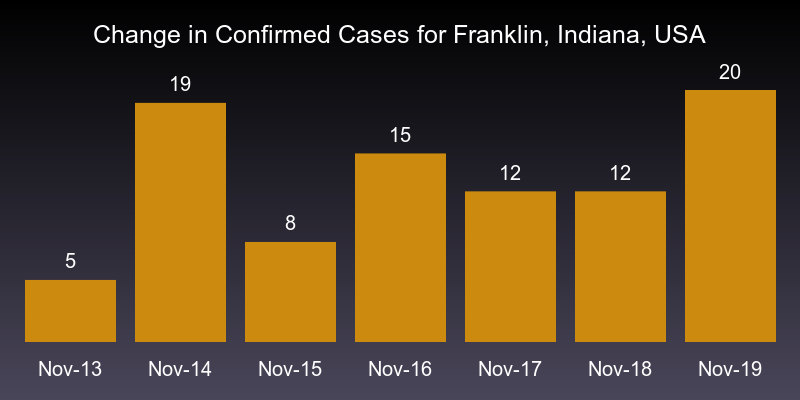 Change in Confirmed Cases for Franklin, Indiana, USA
5
19
8
15
12
12
20
Nov-13
Nov-14
Nov-15
Nov-16
Nov-17
Nov-18
Nov-19